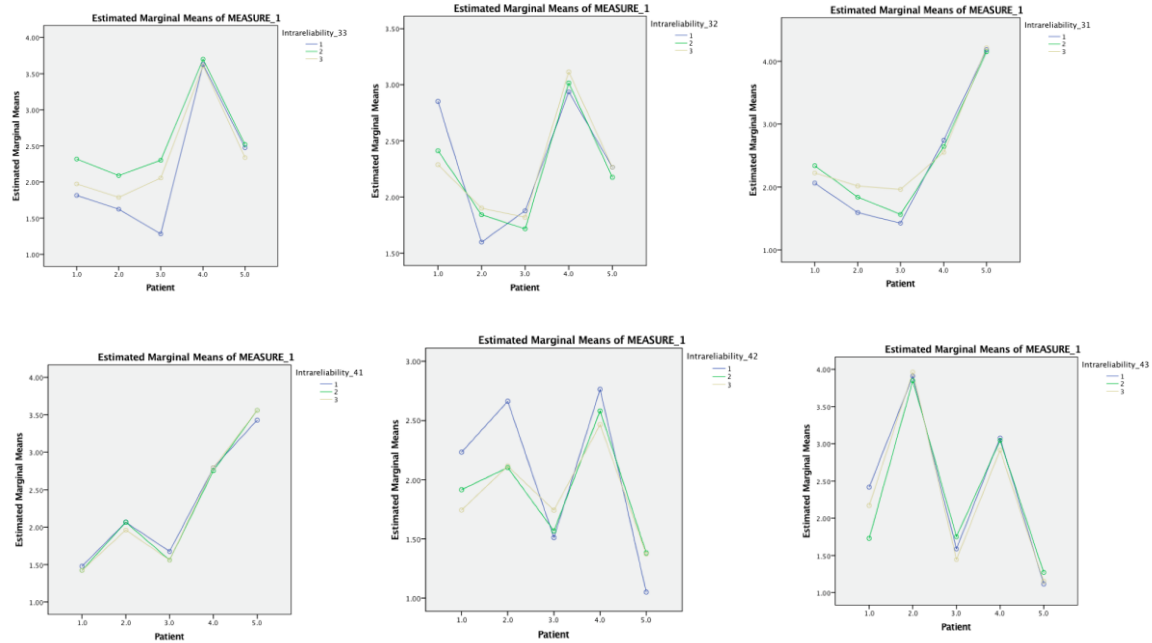 Estimated Marginal Means of MEASURE_1
Intrareliability_33
1
2
3
4.00
3.50
3.00
2.50
2.00
1.50
1.00
Estimated Marginal Means
1.0 2.0 3.0 4.0 5.0
Patient
Estimated Marginal Means of MEASURE_1
Intrareliability_32
1
2
3
3.50
3.00
2.50
2.00
1.50
Estimated Marginal Means
1.0 2.0 3.0 4.0 5.0
Patient
Estimated Marginal Means of MEASURE_1
Intrareliability_31
1
2
3
4.00
3.00
2.00
1.00
Estimated Marginal Means
1.0 2.0 3.0 4.0 5.0
Patient
Estimated Marginal Means of MEASURE_1
Intrareliability_41
1
2
3
4.00
3.50
3.00
2.50
2.00
1.50
1.00
Estimated Marginal Means
1.0 2.0 3.0 4.0 5.0
Patient
Estimated Marginal Means of MEASURE_1
Intrareliability_42
1
2
3
3.00
2.50
2.00
1.50
1.00
Estimated Marginal Means
1.0 2.0 3.0 4.0 5.0
Patient
Estimated Marginal Means of MEASURE_1
Intrareliability_43
1
2
3
4.00
3.50
3.00
2.50
2.00
1.50
1.00
Estimated Marginal Means
1.0 2.0 3.0 4.0 5.0
Patient